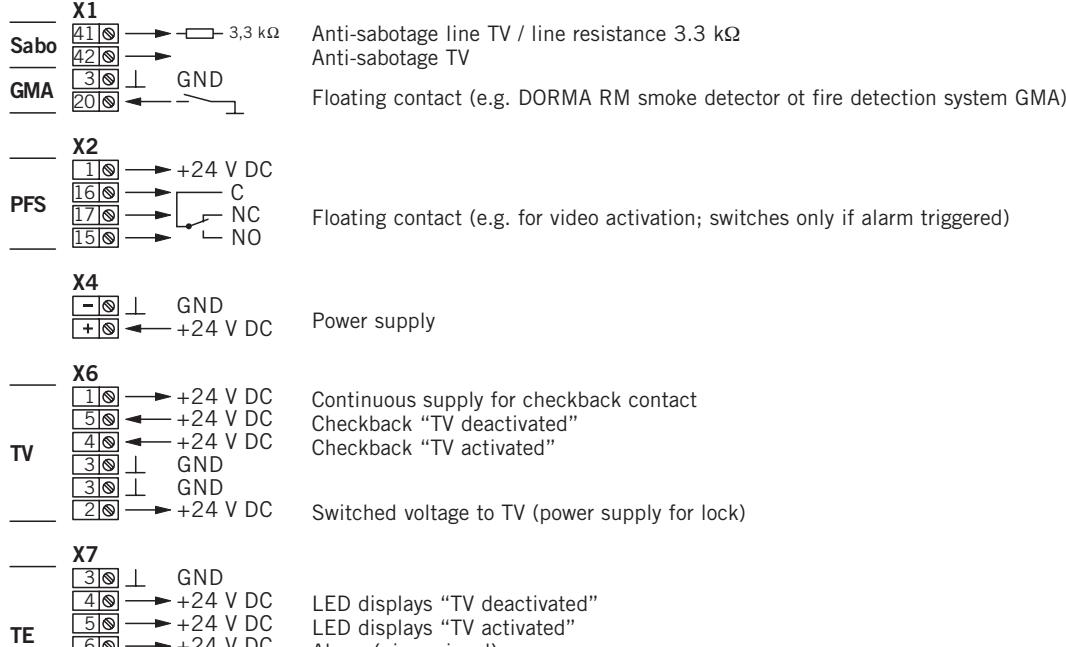 X1
Sabo
41 3,3 kΩ Anti-sabotage line TV / line resistance 3.3 kΩ
42 Anti-sabotage TV
GMA
3 GND
20 Floating contact (e.g. DORMA RM smoke detector ot fire detection system GMA)
X2
PFS
1 +24 V DC
16 C
17 NC Floating contact (e.g. for video activation; switches only if alarm triggered)
15 NO
X4
- GND
+ +24 V DC Power supply
X6
TV
1 +24 V DC Continuous supply for checkback contact
5 +24 V DC Checkback “TV deactivated”
4 +24 V DC Checkback “TV activated”
3 GND
3 GND
2 +24 V DC Switched voltage to TV (power supply for lock)
X7
TE
3 GND
4 +24 V DC LED displays “TV deactivated”
5 +24 V DC LED displays “TV activated”
6 +24 V DC